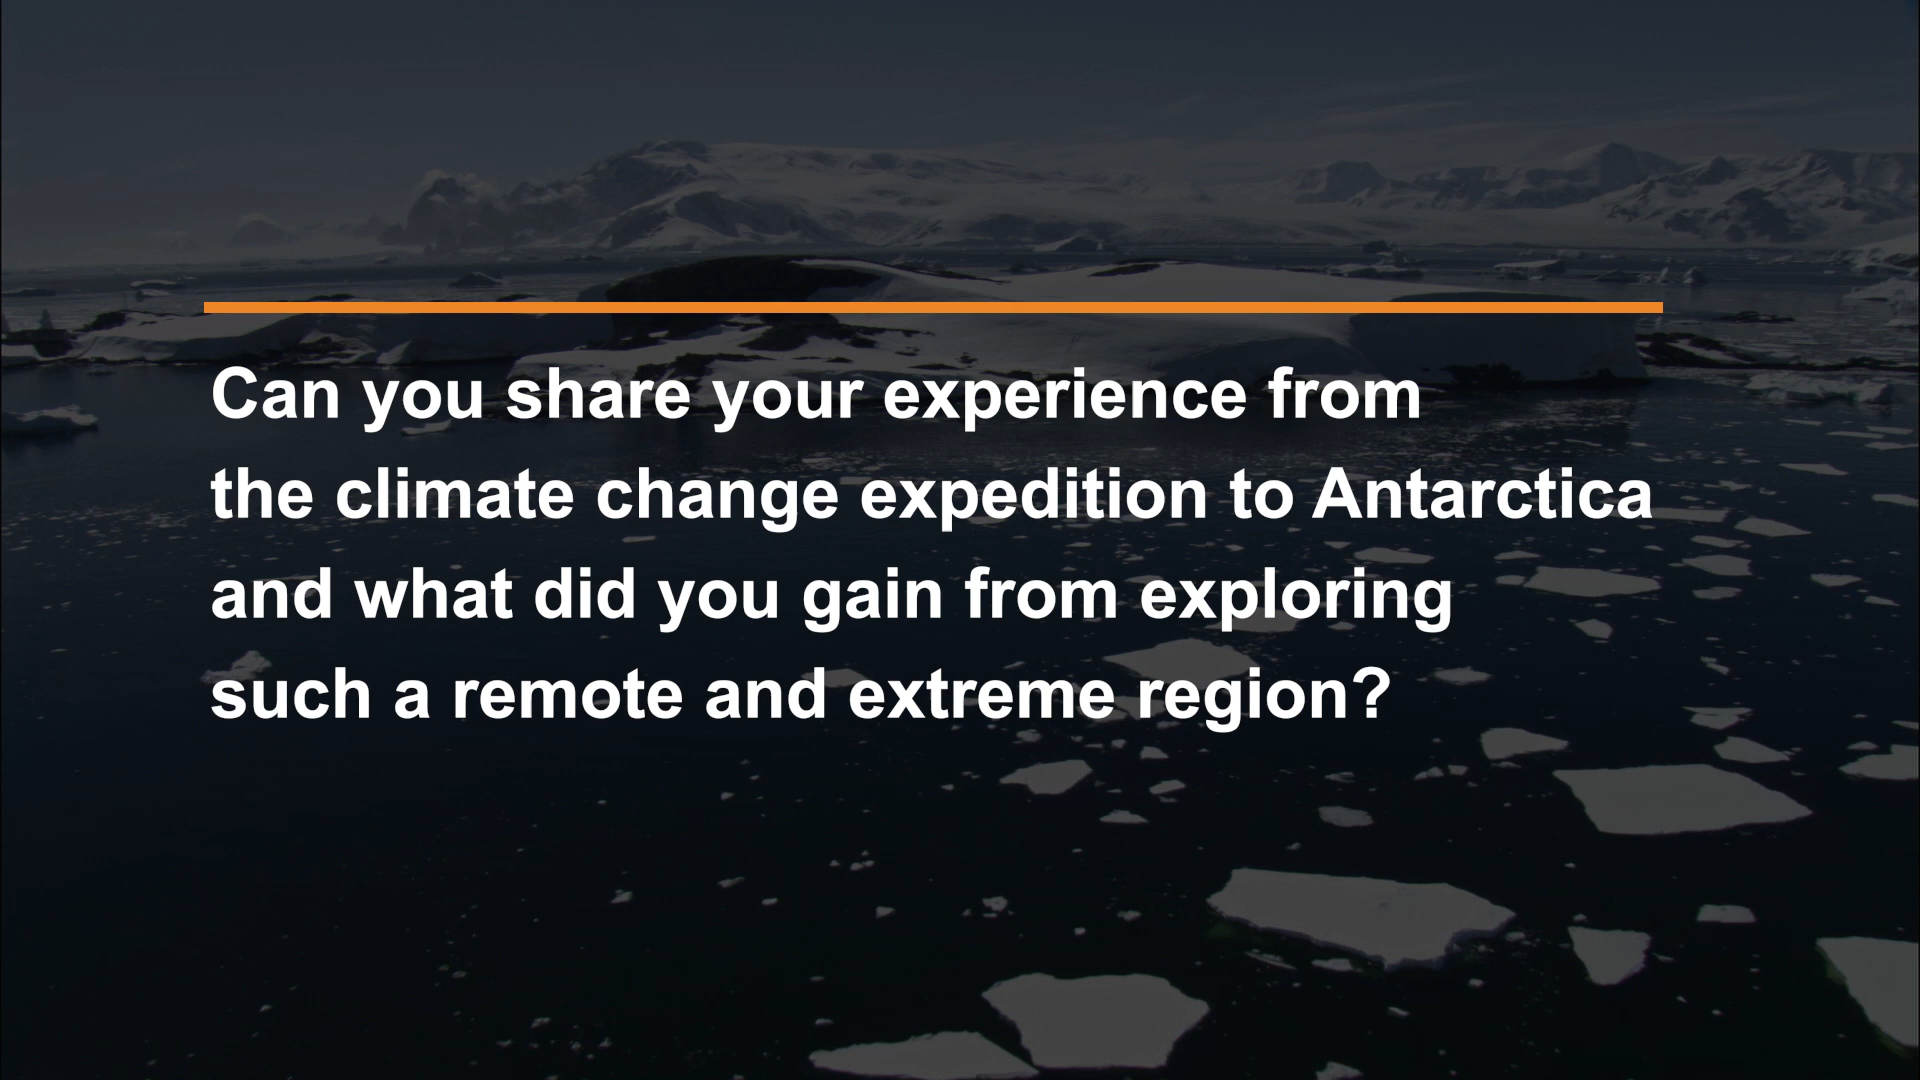 Can you share your experience from
the climate change expedition to Antarctica
and what did you gain from exploring
such a remote and extreme region?